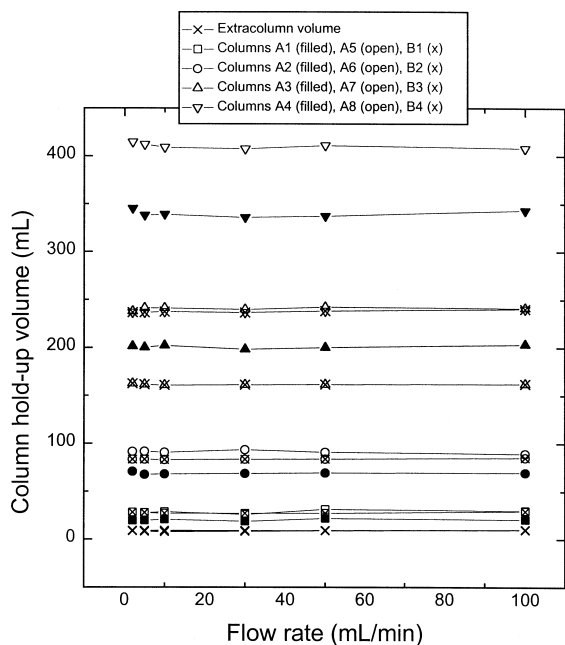 Extracolumn volume
Columns A1 (filled), A5 (open), B1 (x)
Columns A2 (filled), A6 (open), B2 (x)
Columns A3 (filled), A7 (open), B3 (x)
Columns A4 (filled), A8 (open), B4 (x)
400
300
200
100
0
Column hold-up volume (mL)
0 20 40 60 80 100
Flow rate (mL/min)